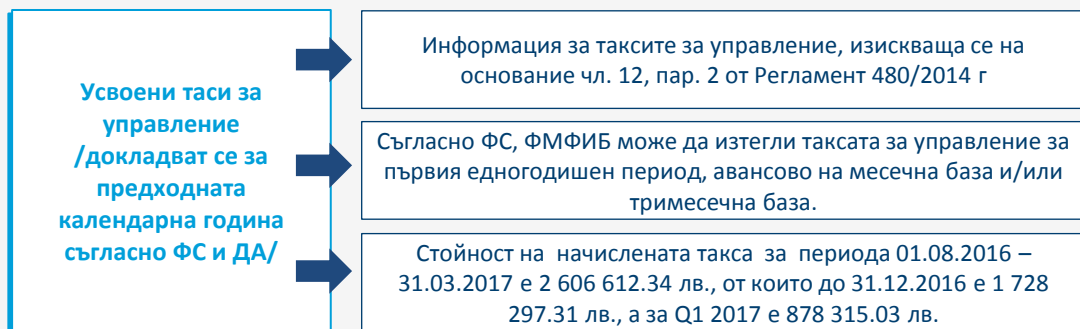 Усвоени таси за
управление
/докладват се за
предходната
календарна година
съгласно ФС и ДА/
Информация за таксите за управление, изискваща се на
основание чл. 12, пар. 2 от Регламент 480/2014 г
Съгласно ФС, ФМФИБ може да изтегли таксата за управление за
първия едногодишен период, авансово на месечна база и/или
тримесечна база.
Стойност на начислената такса за периода 01.08.2016 –
31.03.2017 е 2 606 612.34 лв., от които до 31.12.2016 е 1 728
297.31 лв., а за Q1 2017 е 878 315.03 лв.